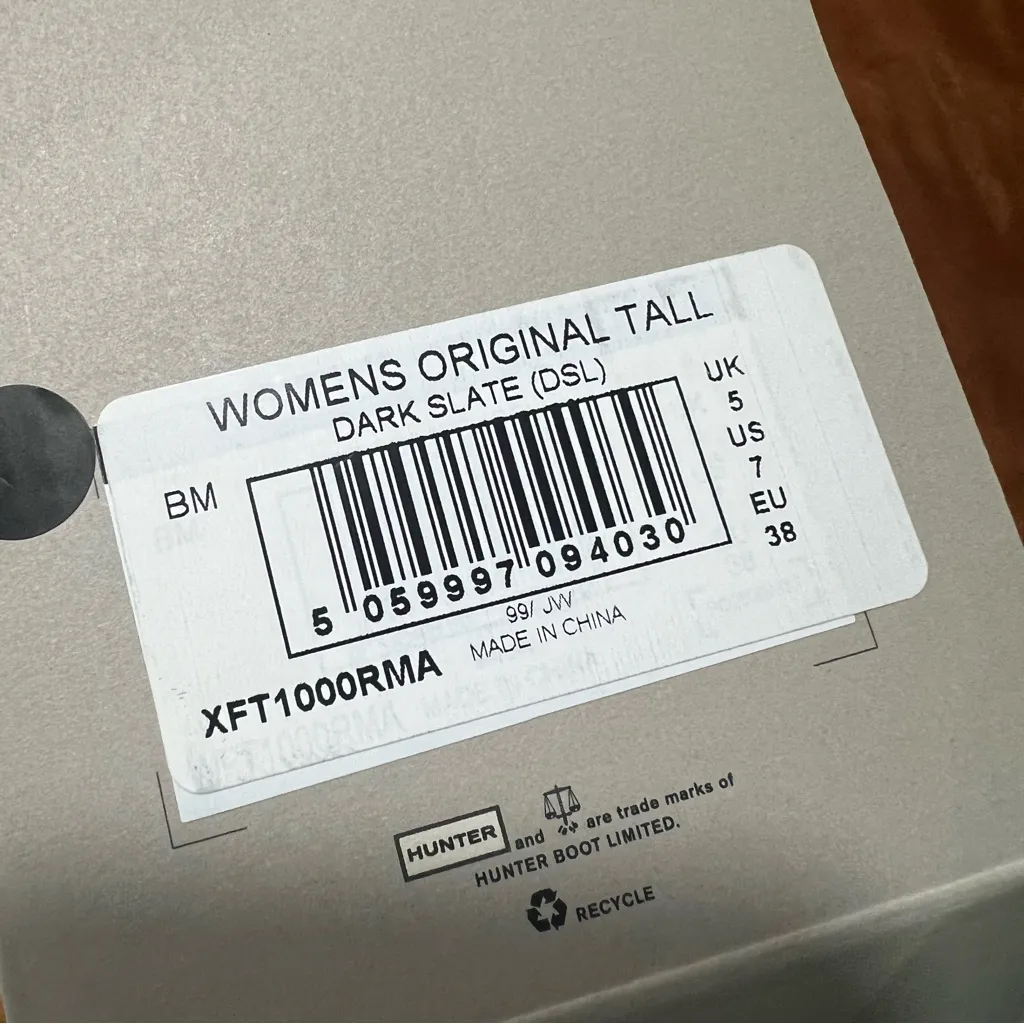 WOMENS ORIGINAL TALL
DARK SLATE (DSL)
BM
UK
5
US
7
EU
38
5 059997 094030
99/ JW
MADE IN CHINA
XFT1000RMA
HUNTER and are trade marks of
HUNTER BOOT LIMITED.
RECYCLE